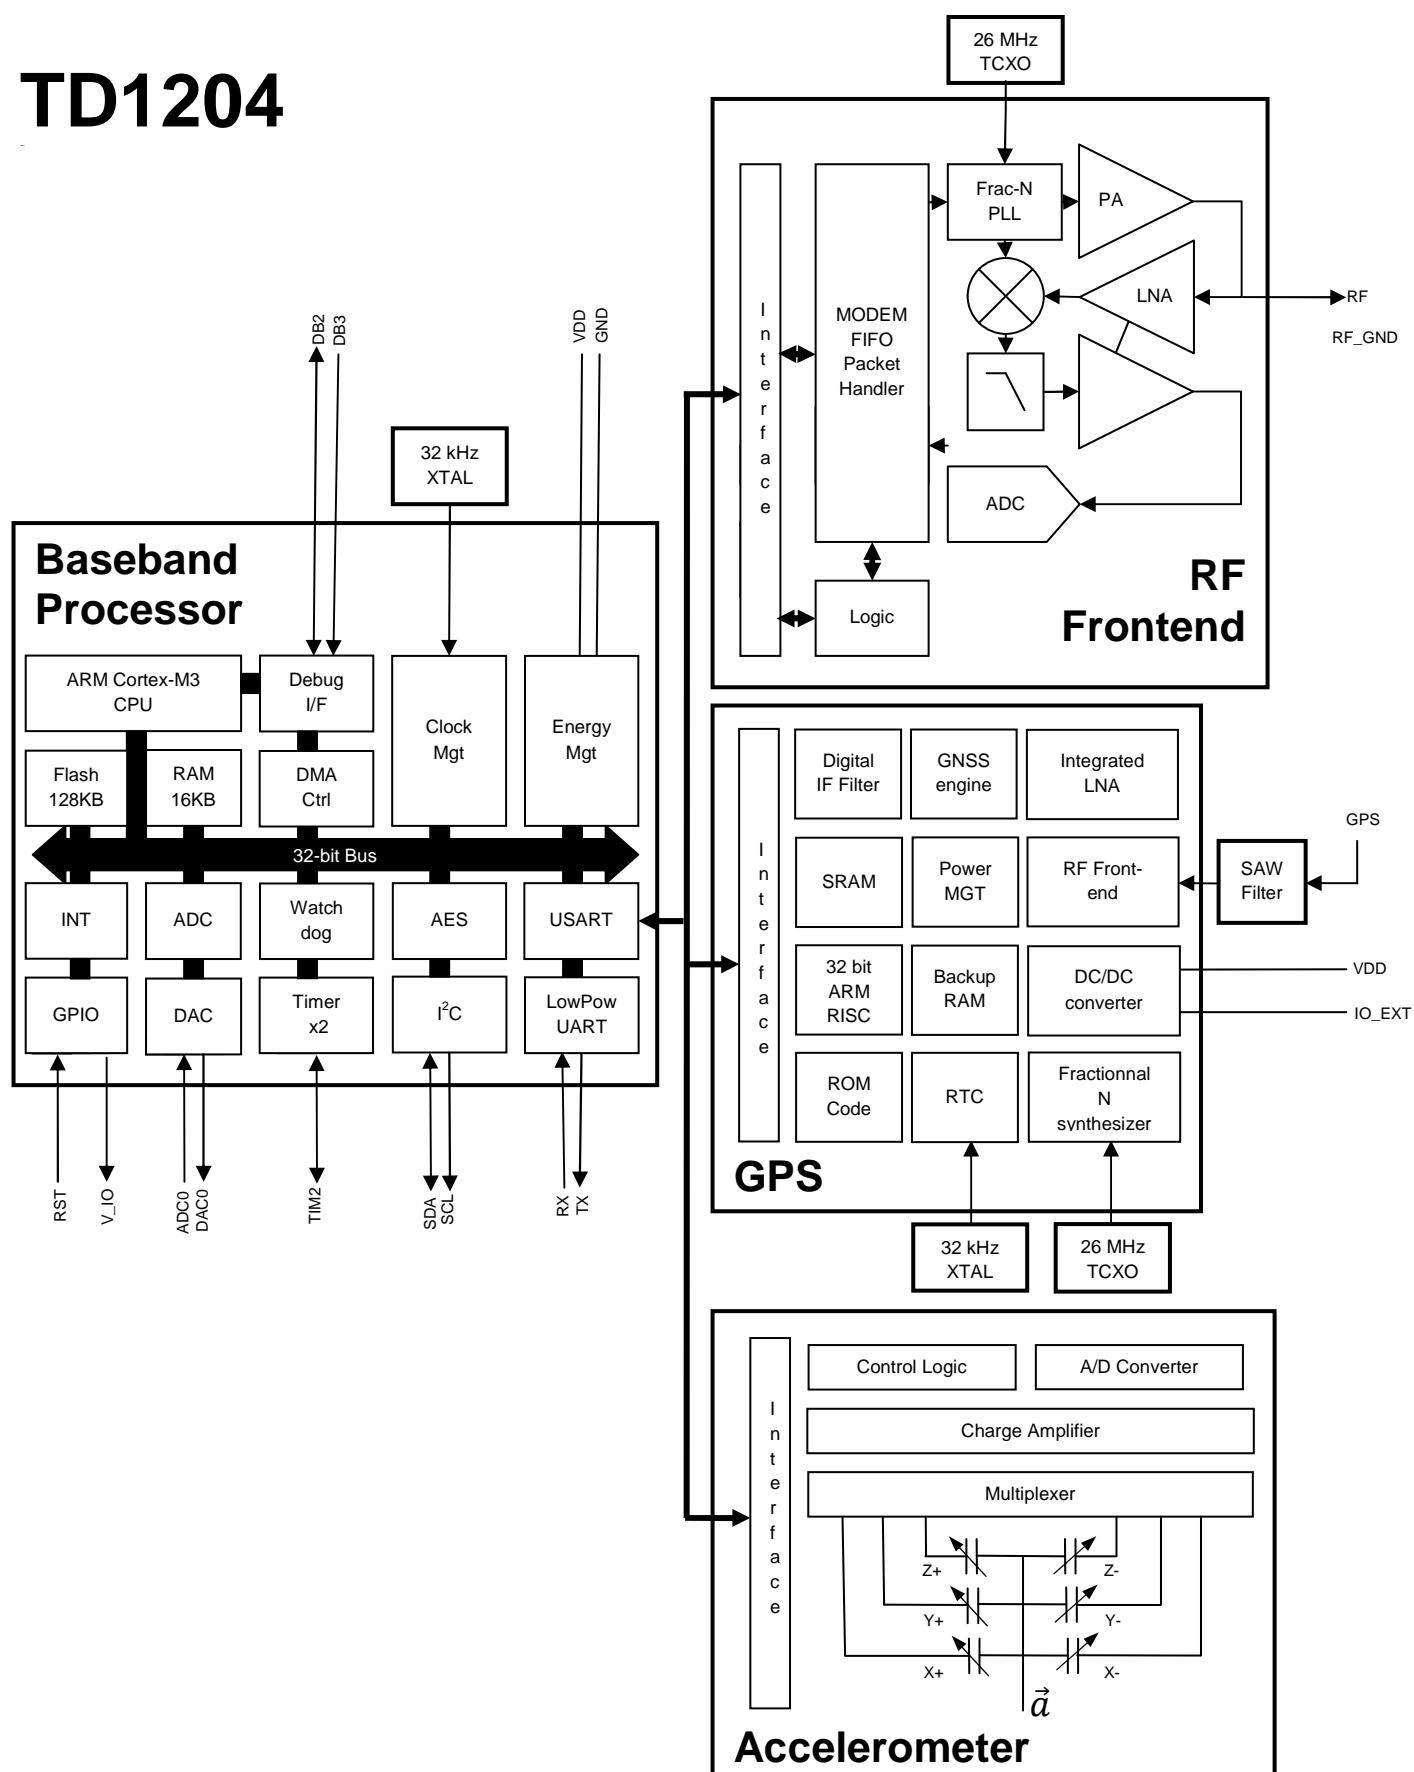 TD1204
26 MHz
TCXO
Interface
MODEM
FIFO
Packet
Handler
Frac-N
PLL
PA
LNA
RF
RF_GND
ADC
Logic
RF
Frontend
DB2
DB3
VDD
GND
32 kHz
XTAL
Baseband
Processor
ARM Cortex-M3
CPU
Debug
I/F
Clock
Mgt
Energy
Mgt
Flash
128KB
RAM
16KB
DMA
Ctrl
32-bit Bus
INT
ADC
Watch
dog
AES
USART
GPIO
DAC
Timer
x2
I²C
LowPow
UART
RST
V_IO
ADC0
DAC0
TIM2
SDA
SCL
RX
TX
Interface
Digital
IF Filter
GNSS
engine
Integrated
LNA
SRAM
Power
MGT
RF Front-
end
SAW
Filter
GPS
32 bit
ARM
RISC
Backup
RAM
DC/DC
converter
VDD
IO_EXT
ROM
Code
RTC
Fractionnal
N
synthesizer
GPS
32 kHz
XTAL
26 MHz
TCXO
Interface
Control Logic
A/D Converter
Charge Amplifier
Multiplexer
Z+
Z-
Y+
Y-
X+
X-
a⃗
Accelerometer